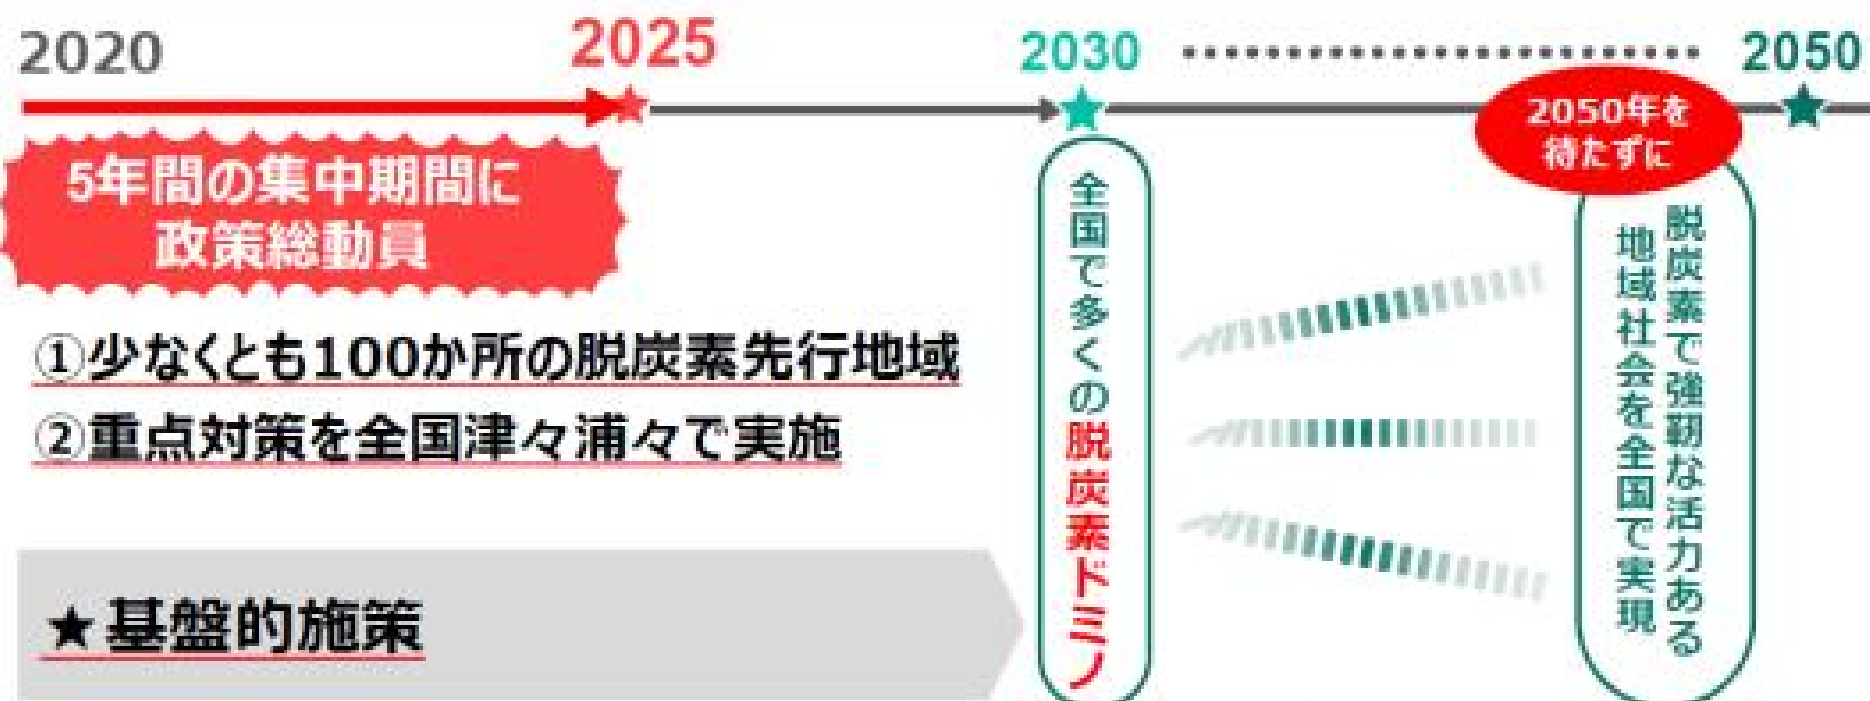 2020
2025
2030
2050
5年間の集中期間に
政策総動員
①少なくとも100か所の脱炭素先行地域
②重点対策を全国津々浦々で実施
★基盤的施策
全国で多くの脱炭素ドミノ
2050年を
待たずに
脱炭素で強靭な活力ある
地域社会を全国で実現